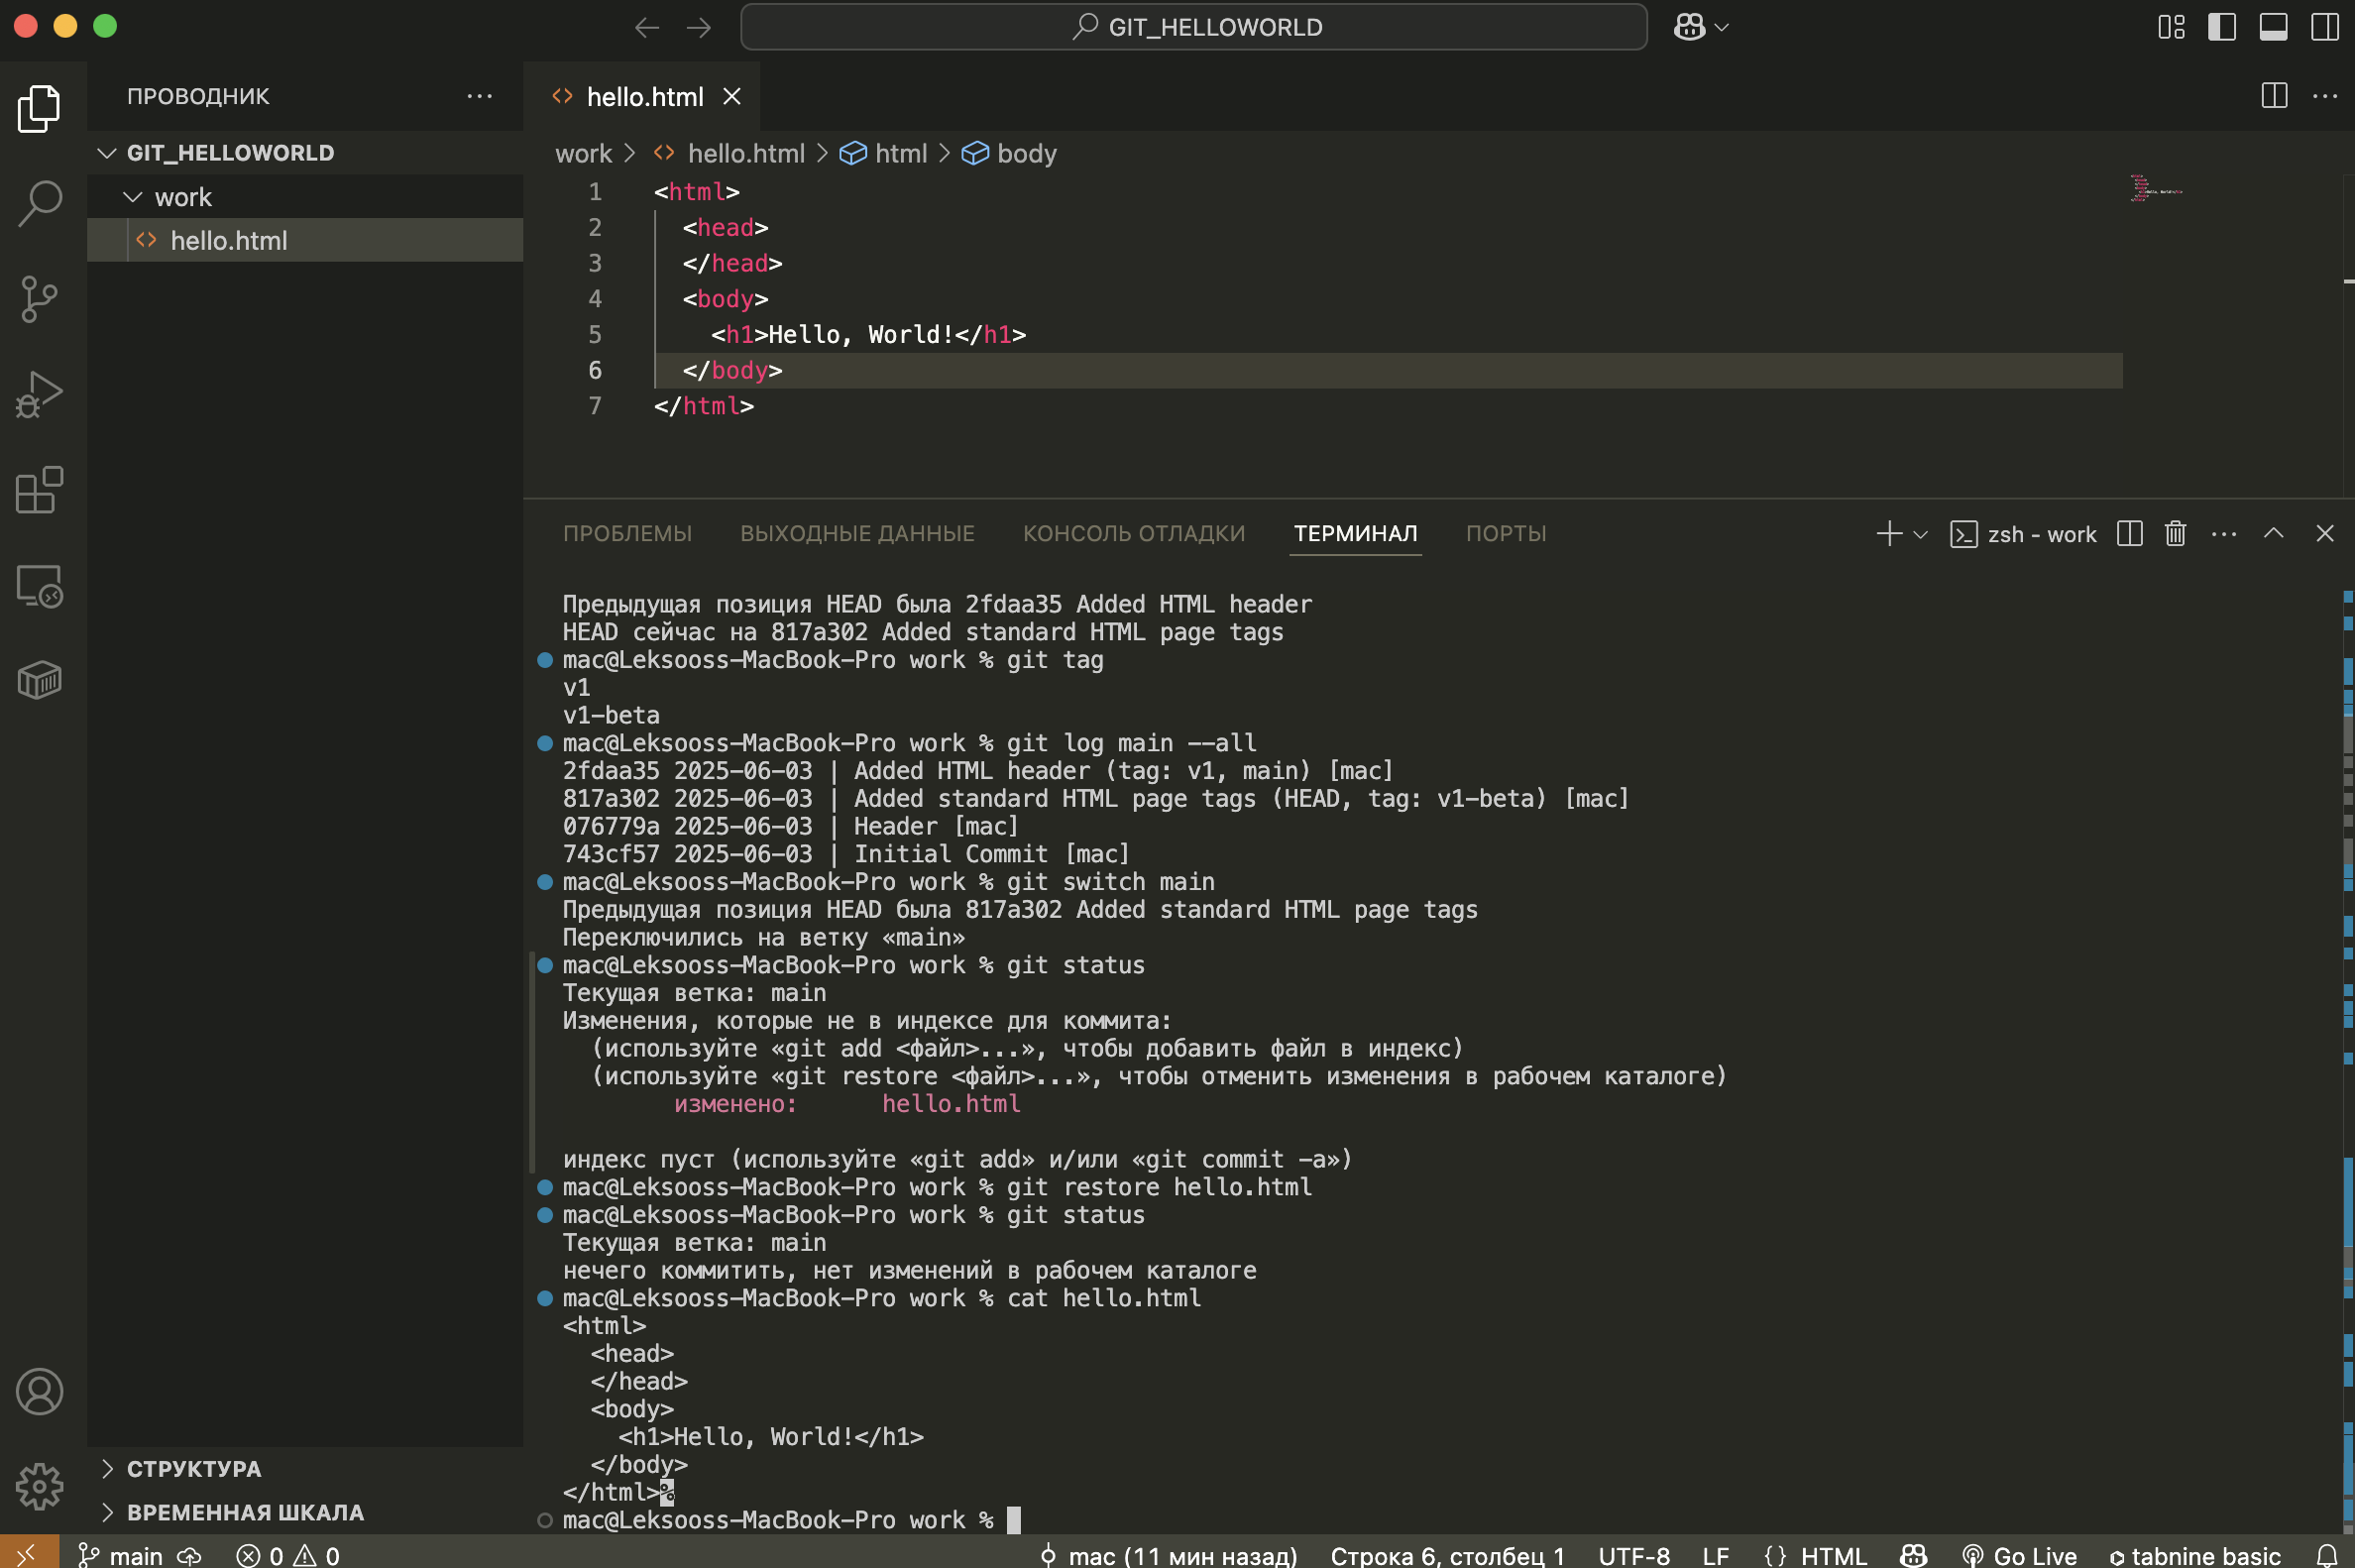 GIT_HELLOWORLD
ПРОВОДНИК
GIT_HELLOWORLD
work
hello.html
СТРУКТУРА
ВРЕМЕННАЯ ШКАЛА
hello.html
work > hello.html > html > body
1 <html>
2 <head>
3 </head>
4 <body>
5 <h1>Hello, World!</h1>
6 </body>
7 </html>
ПРОБЛЕМЫ ВЫХОДНЫЕ ДАННЫЕ КОНСОЛЬ ОТЛАДКИ ТЕРМИНАЛ ПОРТЫ zsh - work
Предыдущая позиция HEAD была 2fdaa35 Added HTML header
HEAD сейчас на 817a302 Added standard HTML page tags
mac@Leksooss-MacBook-Pro work % git tag
v1
v1-beta
mac@Leksooss-MacBook-Pro work % git log main --all
2fdaa35 2025-06-03 | Added HTML header (tag: v1, main) [mac]
817a302 2025-06-03 | Added standard HTML page tags (HEAD, tag: v1-beta) [mac]
076779a 2025-06-03 | Header [mac]
743cf57 2025-06-03 | Initial Commit [mac]
mac@Leksooss-MacBook-Pro work % git switch main
Предыдущая позиция HEAD была 817a302 Added standard HTML page tags
Переключились на ветку «main»
mac@Leksooss-MacBook-Pro work % git status
Текущая ветка: main
Изменения, которые не в индексе для коммита:
(используйте «git add <файл>...», чтобы добавить файл в индекс)
(используйте «git restore <файл>...», чтобы отменить изменения в рабочем каталоге)
изменено: hello.html
индекс пуст (используйте «git add» и/или «git commit -a»)
mac@Leksooss-MacBook-Pro work % git restore hello.html
mac@Leksooss-MacBook-Pro work % git status
Текущая ветка: main
нечего коммитить, нет изменений в рабочем каталоге
mac@Leksooss-MacBook-Pro work % cat hello.html
<html>
<head>
</head>
<body>
<h1>Hello, World!</h1>
</body>
</html>%
mac@Leksooss-MacBook-Pro work %
main 0 0 mac (11 мин назад) Строка 6, столбец 1 UTF-8 LF {} HTML Go Live tabnine basic